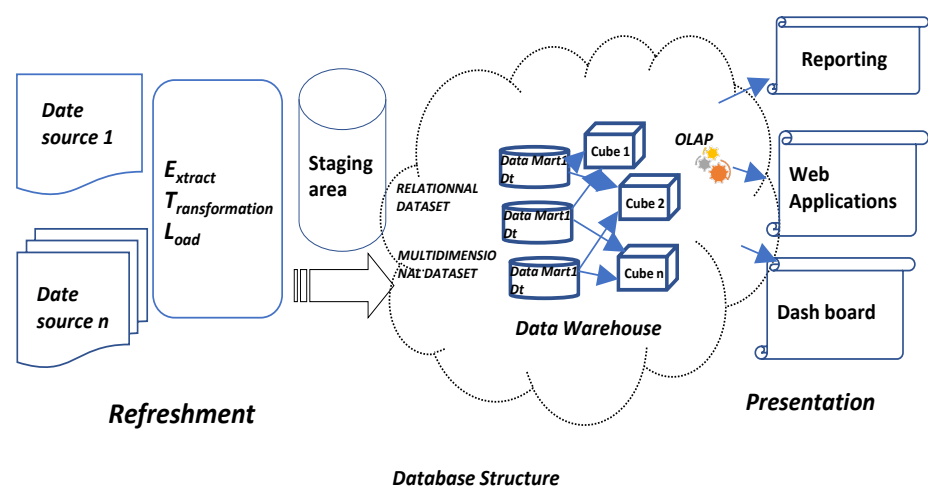 Date
source 1
Date
source n
Extract
Transformation
Load
Refreshment
Staging
area
RELATIONNAL
DATASET
MULTIDIMENSIO
NAL DATASET
Data Mart1
Dt
Data Mart1
Dt
Data Mart1
Dt
Cube 1
Cube 2
Cube n
Data Warehouse
OLAP
Reporting
Web
Applications
Dash board
Presentation
Database Structure